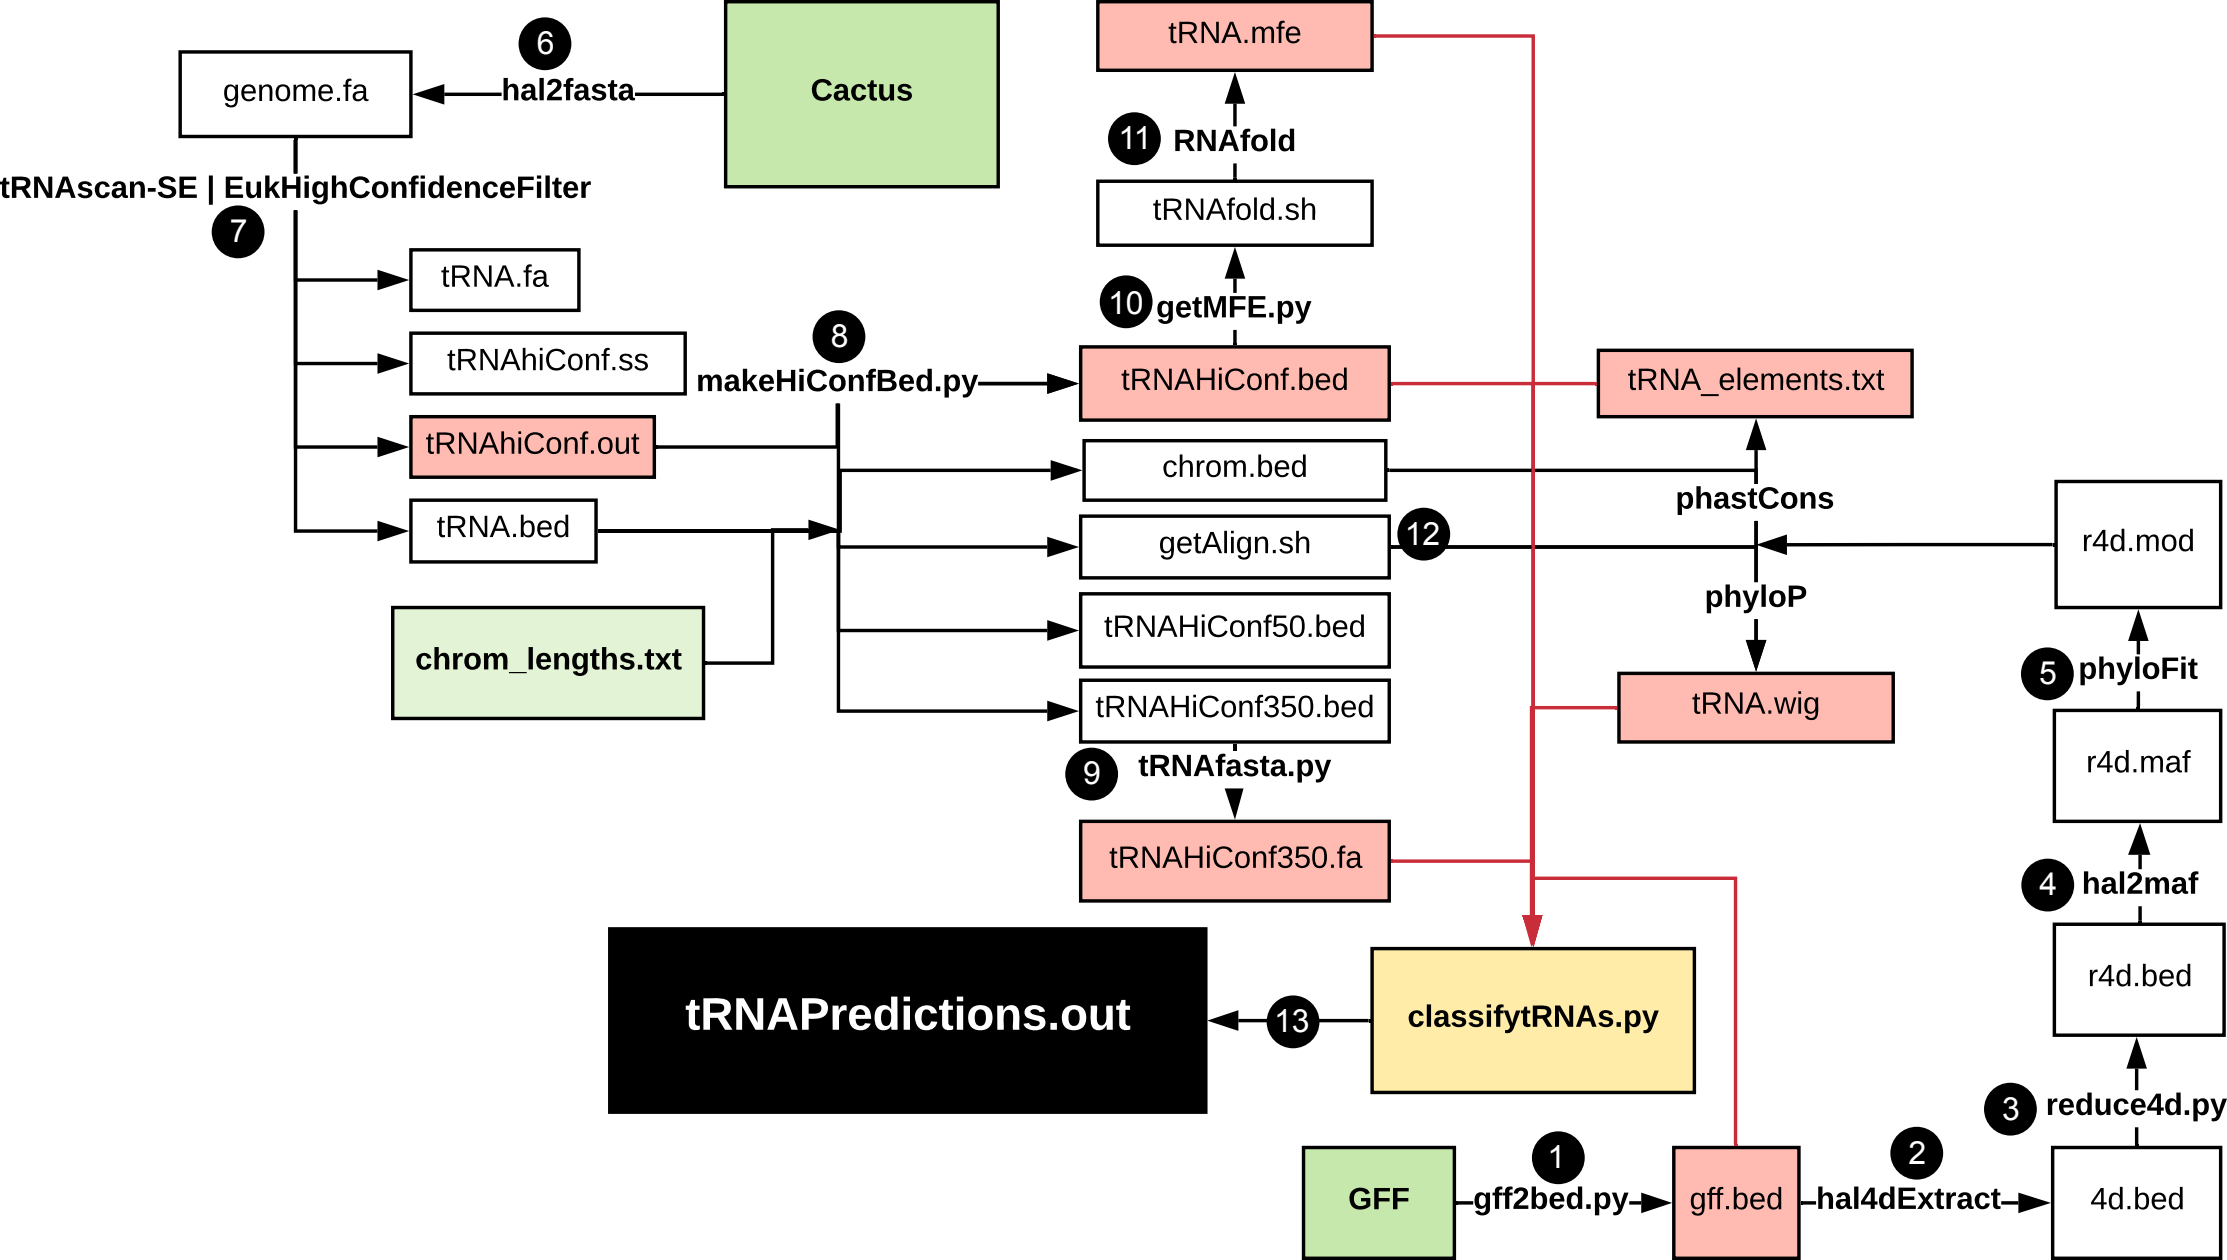 6
hal2fasta
genome.fa
Cactus
tRNA.mfe
11
RNAfold
tRNAscan-SE | EukHighConfidenceFilter
7
tRNAfold.sh
tRNA.fa
10
getMFE.py
8
tRNAhiConf.ss
makeHiConfBed.py
tRNAHiConf.bed
tRNA_elements.txt
tRNAhiConf.out
chrom.bed
phastCons
tRNA.bed
getAlign.sh
12
r4d.mod
phyloP
tRNAHiConf50.bed
chrom_lengths.txt
5
phyloFit
tRNAHiConf350.bed
tRNA.wig
9
tRNAfasta.py
r4d.maf
tRNAHiConf350.fa
4
hal2maf
r4d.bed
tRNAPredictions.out
13
classifytRNAs.py
3
reduce4d.py
1
2
GFF
gff2bed.py
gff.bed
hal4dExtract
4d.bed